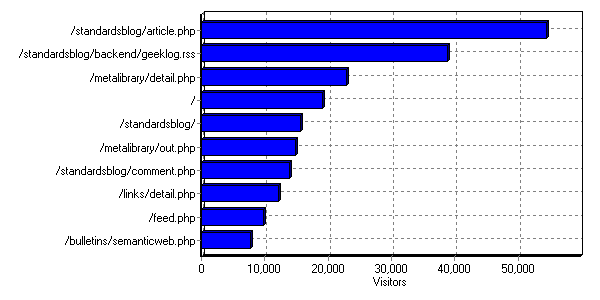 /standardsblog/article.php
/standardsblog/backend/geeklog.rss
/metalibrary/detail.php
/
/standardsblog/
/metalibrary/out.php
/standardsblog/comment.php
/links/detail.php
/feed.php
/bulletins/semanticweb.php
0 10,000 20,000 30,000 40,000 50,000
Visitors